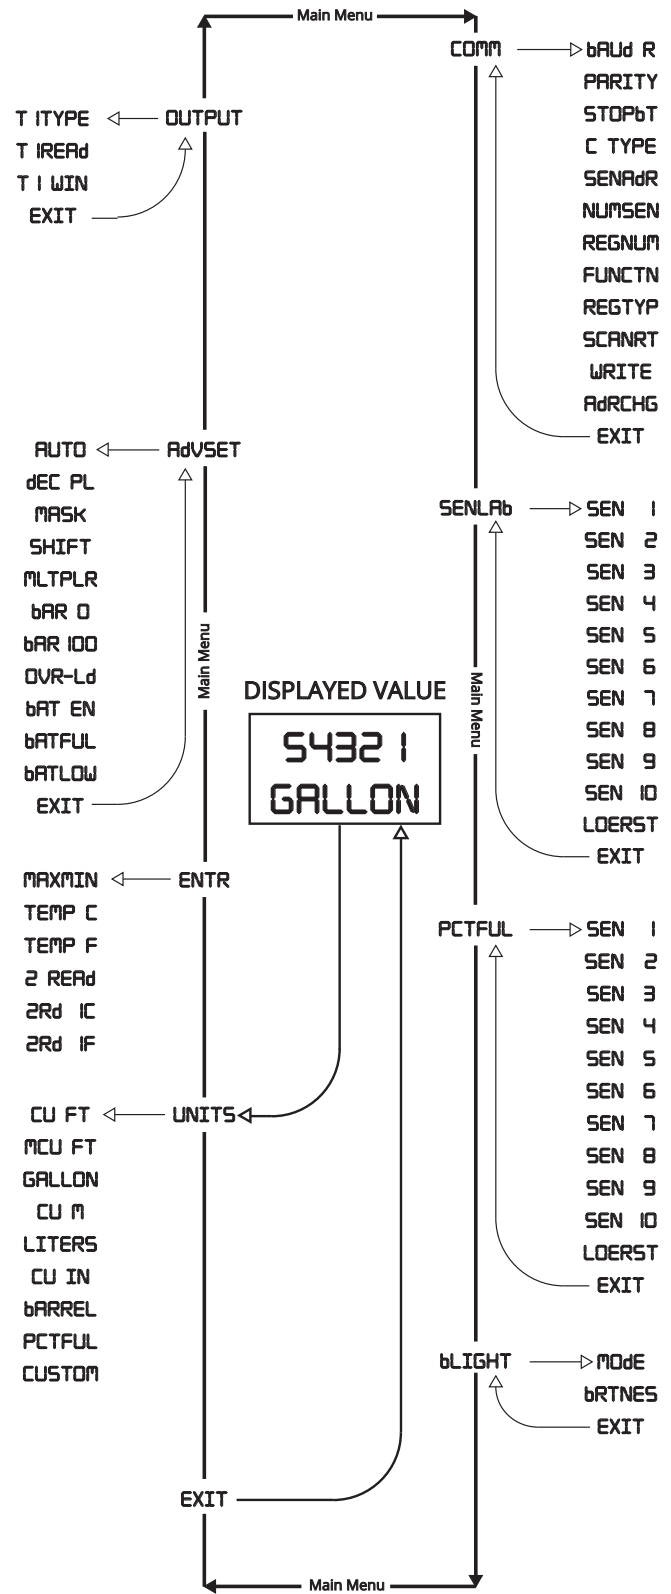 Main Menu
OUTPUT
T 1TYPE
T 1READ
T 1 WIN
EXIT
AdVSET
AUTO
dEC PL
MASK
SHIFT
MLTPLR
bAR 0
bAR 100
OVR-Ld
bAT EN
bATFUL
bATLOW
EXIT
Main Menu
ENTR
MAXMIN
TEMP C
TEMP F
2 READ
2Rd 1C
2Rd 1F
UNITS
CU FT
MCU FT
GALLON
CU M
LITERS
CU IN
bARREL
PCTFUL
CUSTOM
EXIT
DISPLAYED VALUE
54321
GALLON
COMM
bAUd R
PARITY
STOPbT
C TYPE
SENAdR
NUMSEN
REGNUM
FUNCTN
REGTYP
SCANRT
WRITE
AdRCHG
EXIT
SENLAb
SEN 1
SEN 2
SEN 3
SEN 4
SEN 5
SEN 6
SEN 7
SEN 8
SEN 9
SEN 10
LOERST
EXIT
Main Menu
PCTFUL
SEN 1
SEN 2
SEN 3
SEN 4
SEN 5
SEN 6
SEN 7
SEN 8
SEN 9
SEN 10
LOERST
EXIT
bLIGHT
MOdE
bRTNES
EXIT
Main Menu